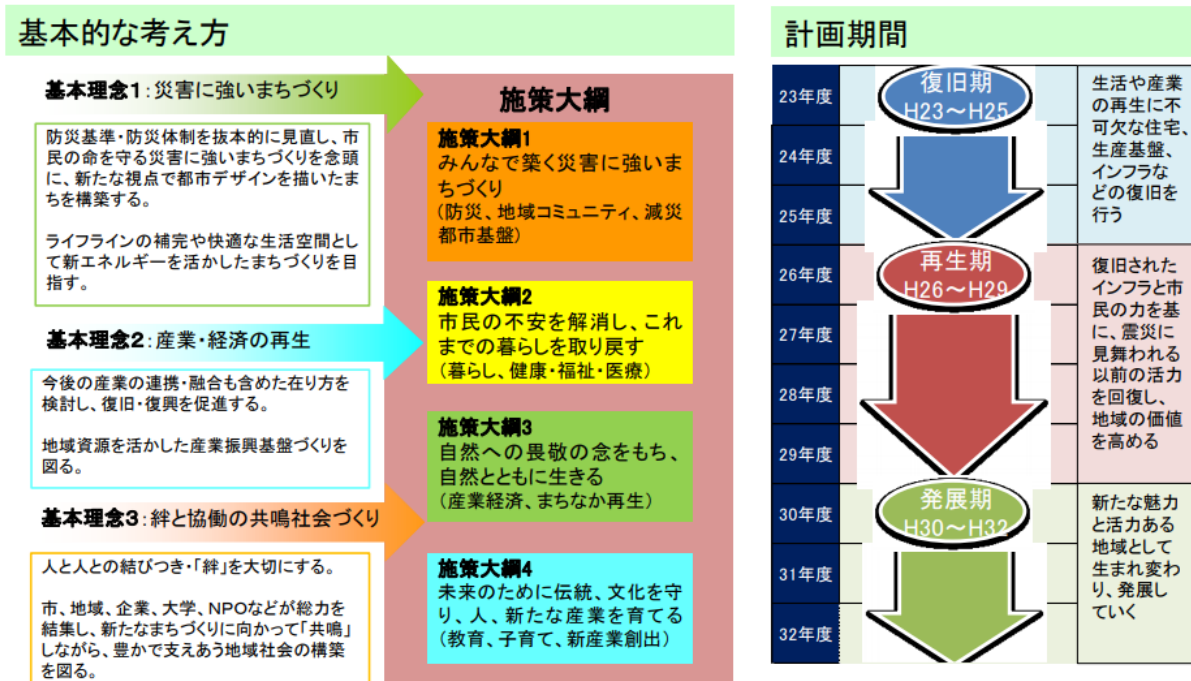 基本的な考え方
基本理念1：災害に強いまちづくり
防災基準・防災体制を抜本的に見直し、市
民の命を守る災害に強いまちづくりを念頭
に、新たな視点で都市デザインを描いたま
ちを構築する。
ライフラインの補完や快適な生活空間とし
て新エネルギーを活かしたまちづくりを目
指す。
基本理念2：産業・経済の再生
今後の産業の連携・融合も含めた在り方を
検討し、復旧・復興を促進する。
地域資源を活かした産業振興基盤づくりを
図る。
基本理念3：絆と協働の共鳴社会づくり
人と人との結びつき・「絆」を大切にする。
市、地域、企業、大学、NPOなどが総力を
結集し、新たなまちづくりに向かって「共鳴」
しながら、豊かで支えあう地域社会の構築
を図る。
施策大綱
施策大綱1
みんなで築く災害に強いま
ちづくり
(防災、地域コミュニティ、減災
都市基盤)
施策大綱2
市民の不安を解消し、これ
までの暮らしを取り戻す
(暮らし、健康・福祉・医療)
施策大綱3
自然への畏敬の念をもち、
自然とともに生きる
(産業経済、まちなか再生)
施策大綱4
未来のために伝統、文化を守
り、人、新たな産業を育てる
(教育、子育て、新産業創出)
計画期間
23年度
24年度
25年度
26年度
27年度
28年度
29年度
30年度
31年度
32年度
復旧期
H23～H25
再生期
H26～H29
発展期
H30～H32
生活や産業
の再生に不
可欠な住宅、
生産基盤、
インフラな
どの復旧を
行う
復旧された
インフラと市
民の力を基
に、震災に
見舞われる
以前の活力
を回復し、
地域の価値
を高める
新たな魅力
と活力ある
地域として
生まれ変わ
り、発展し
ていく